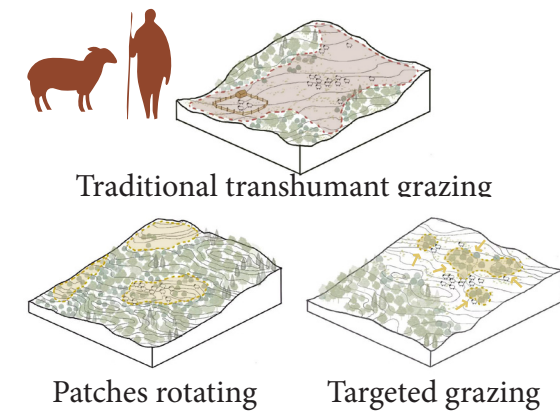 Traditional transhumant grazing
Patches rotating
Targeted grazing